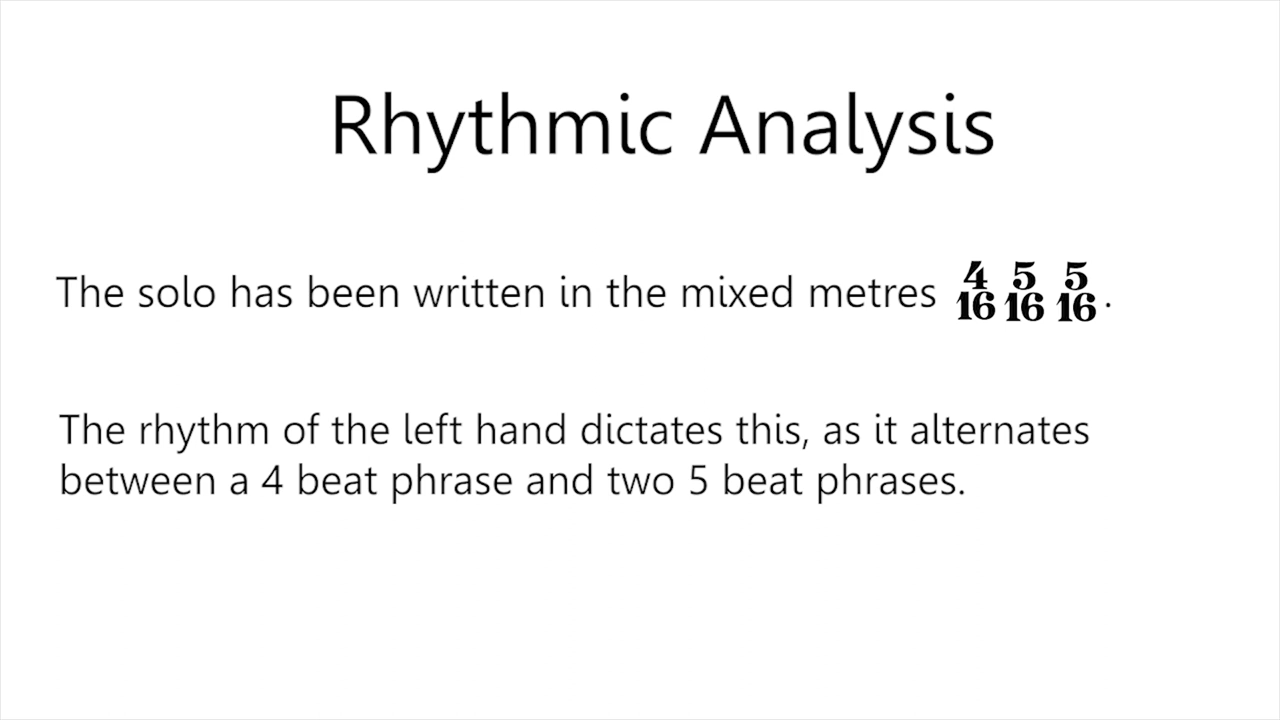 Rhythmic Analysis
The solo has been written in the mixed metres 4/16 5/16 5/16.
The rhythm of the left hand dictates this, as it alternates
between a 4 beat phrase and two 5 beat phrases.